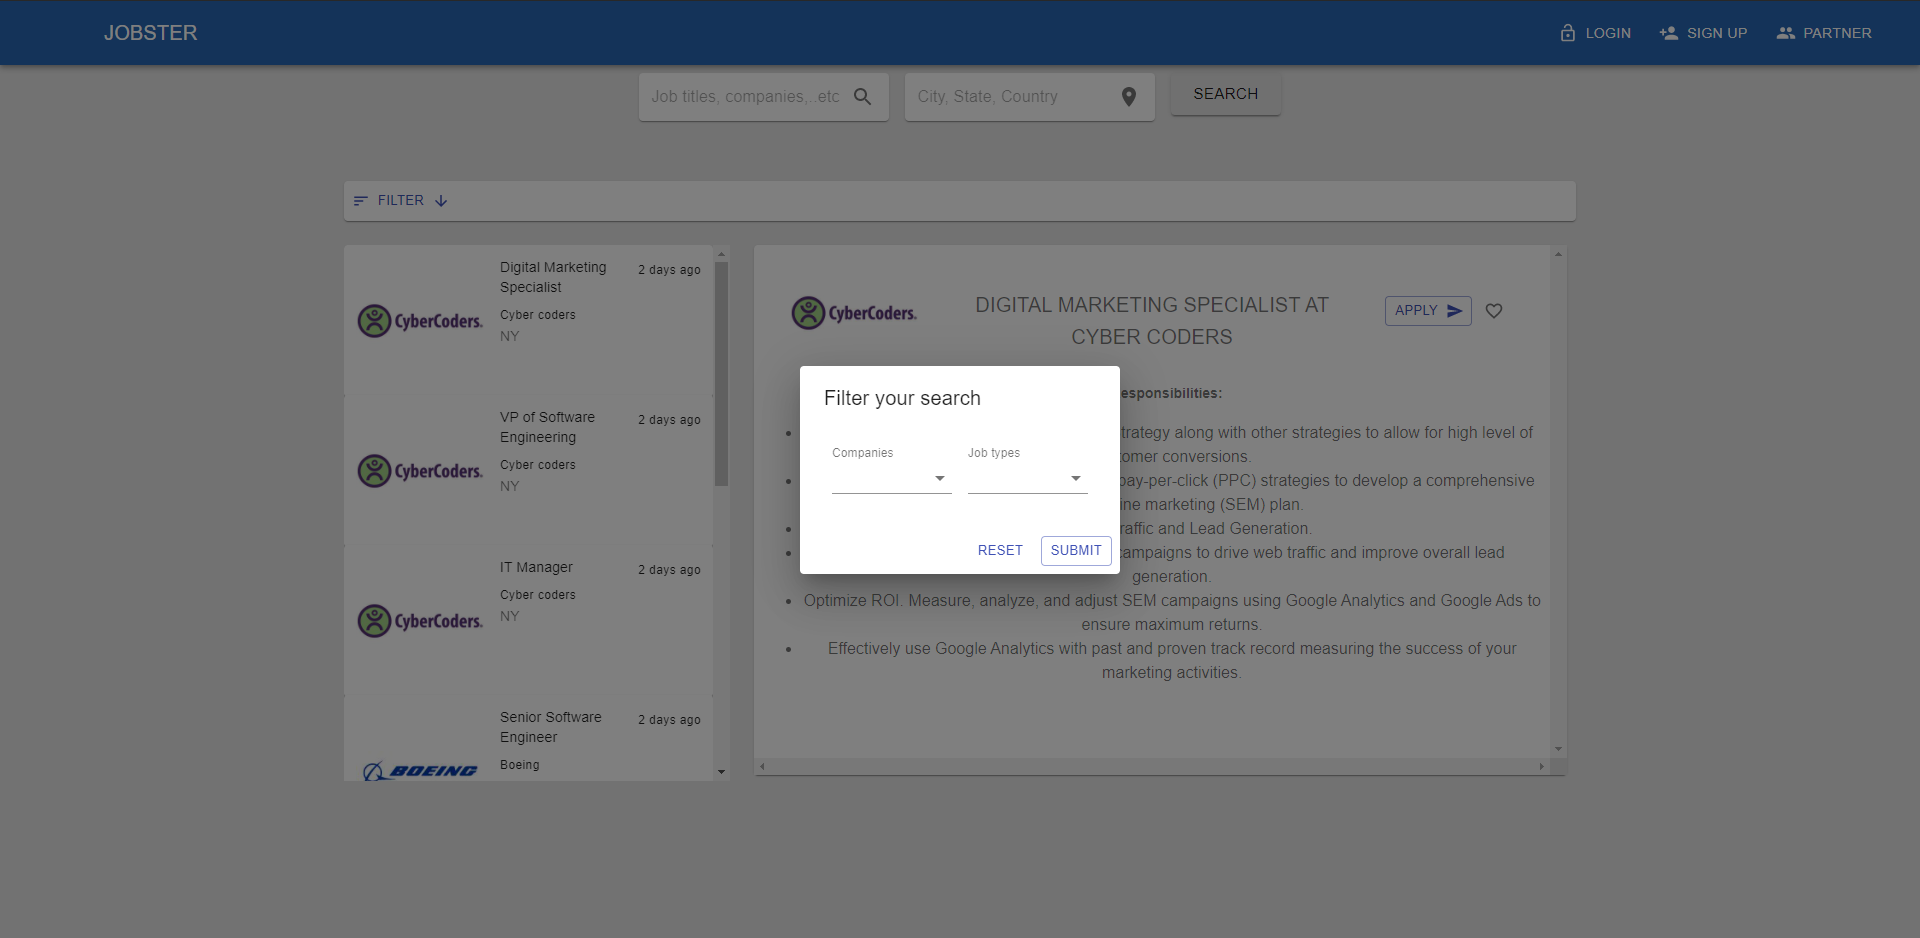 JOBSTER
LOGIN
SIGN UP
PARTNER
Job titles, companies,..etc
City, State, Country
SEARCH
FILTER
CyberCoders.
Digital Marketing
Specialist
2 days ago
Cyber coders
NY
CyberCoders.
VP of Software
Engineering
2 days ago
Cyber coders
NY
CyberCoders.
IT Manager
2 days ago
Cyber coders
NY
BOEING
Senior Software
Engineer
2 days ago
Boeing
CyberCoders.
DIGITAL MARKETING SPECIALIST AT
CYBER CODERS
APPLY
esponsibilities:
trategy along with other strategies to allow for high level of
omer conversions.
pay-per-click (PPC) strategies to develop a comprehensive
ine marketing (SEM) plan.
raffic and Lead Generation.
campaigns to drive web traffic and improve overall lead
generation.
Optimize ROI. Measure, analyze, and adjust SEM campaigns using Google Analytics and Google Ads to
ensure maximum returns.
Effectively use Google Analytics with past and proven track record measuring the success of your
marketing activities.
Filter your search
Companies
Job types
RESET
SUBMIT